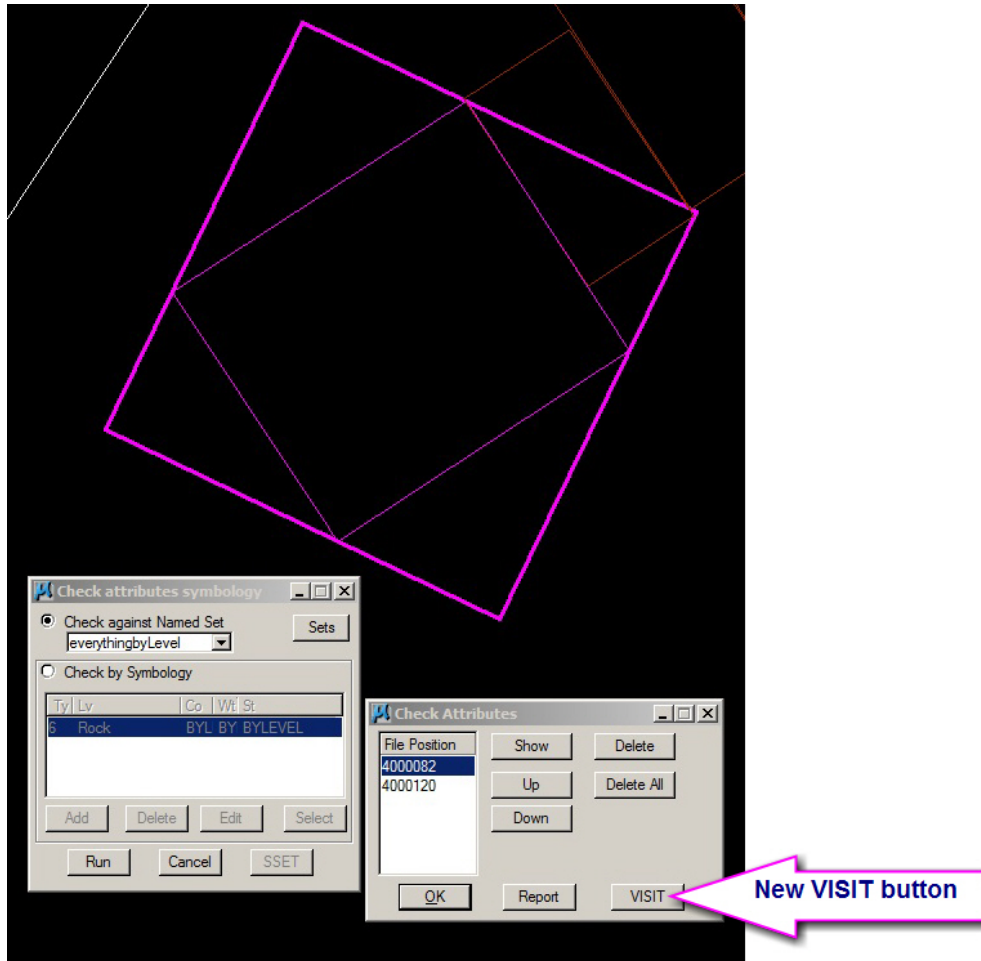 Check attributes symbology
Check against Named Set
everythingbyLevel
Sets
Check by Symbology
Ty Lv Co Wt St
6 Rock BYL BY BYLEVEL
Add Delete Edit Select
Run Cancel SSET
Check Attributes
File Position
4000082
4000120
Show Delete
Up Delete All
Down
OK Report VISIT
New VISIT button